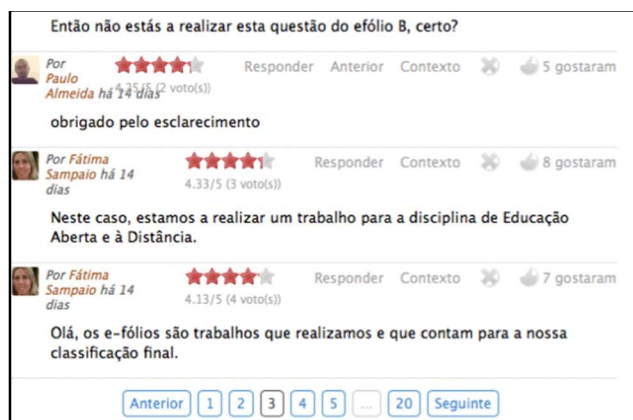 Então não estás a realizar esta questão do efólio B, certo?
Por Paulo Almeida há 14 dias
4.25/5 (2 voto(s))
Responder Anterior Contexto 5 gostaram
obrigado pelo esclarecimento
Por Fátima Sampaio há 14 dias
4.33/5 (3 voto(s))
Responder Contexto 8 gostaram
Neste caso, estamos a realizar um trabalho para a disciplina de Educação
Aberta e à Distância.
Por Fátima Sampaio há 14 dias
4.13/5 (4 voto(s))
Responder Contexto 7 gostaram
Olá, os e-fólios são trabalhos que realizamos e que contam para a nossa
classificação final.
Anterior 1 2 3 4 5 ... 20 Seguinte